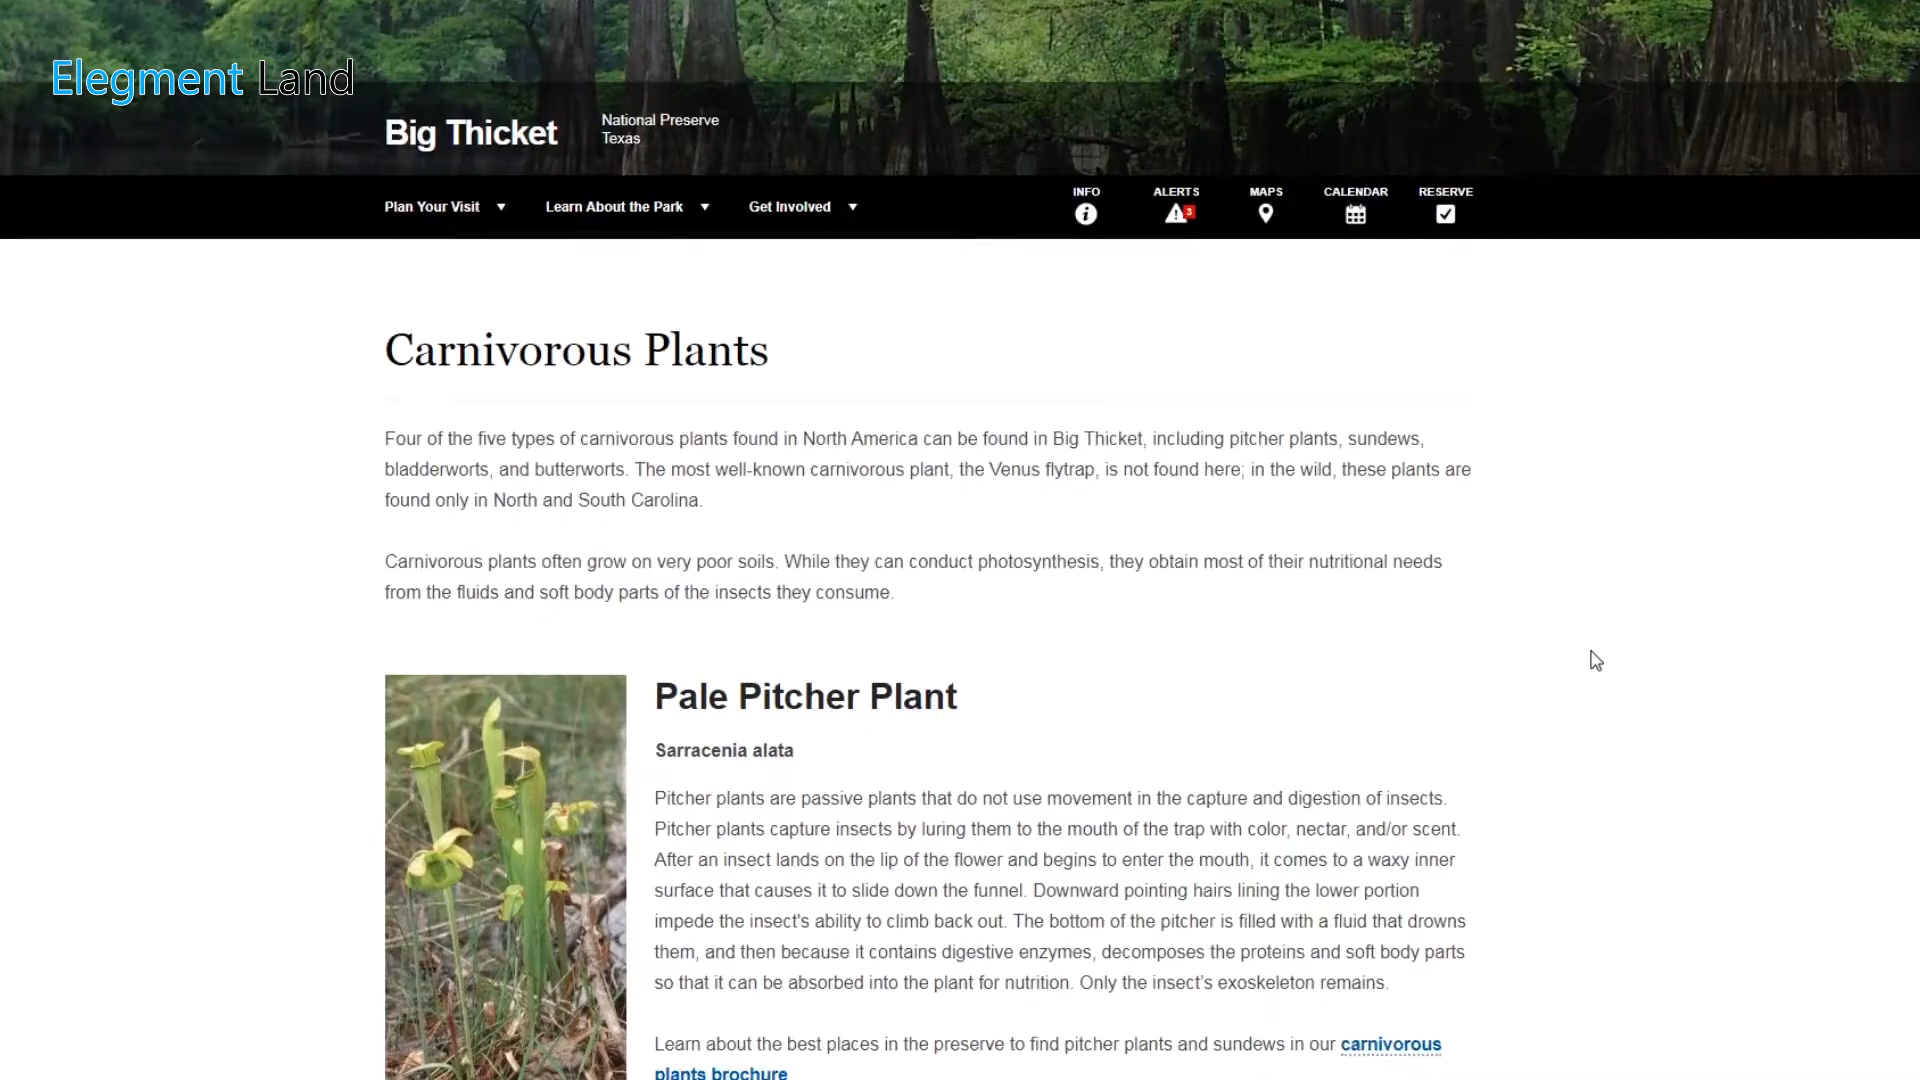 Elegment Land
Big Thicket
National Preserve
Texas
Plan Your Visit
Learn About the Park
Get Involved
INFO
ALERTS
3
MAPS
CALENDAR
RESERVE
Carnivorous Plants
Four of the five types of carnivorous plants found in North America can be found in Big Thicket, including pitcher plants, sundews,
bladderworts, and butterworts. The most well-known carnivorous plant, the Venus flytrap, is not found here; in the wild, these plants are
found only in North and South Carolina.
Carnivorous plants often grow on very poor soils. While they can conduct photosynthesis, they obtain most of their nutritional needs
from the fluids and soft body parts of the insects they consume.
Pale Pitcher Plant
Sarracenia alata
Pitcher plants are passive plants that do not use movement in the capture and digestion of insects.
Pitcher plants capture insects by luring them to the mouth of the trap with color, nectar, and/or scent.
After an insect lands on the lip of the flower and begins to enter the mouth, it comes to a waxy inner
surface that causes it to slide down the funnel. Downward pointing hairs lining the lower portion
impede the insect's ability to climb back out. The bottom of the pitcher is filled with a fluid that drowns
them, and then because it contains digestive enzymes, decomposes the proteins and soft body parts
so that it can be absorbed into the plant for nutrition. Only the insect's exoskeleton remains.
Learn about the best places in the preserve to find pitcher plants and sundews in our carnivorous
plants brochure